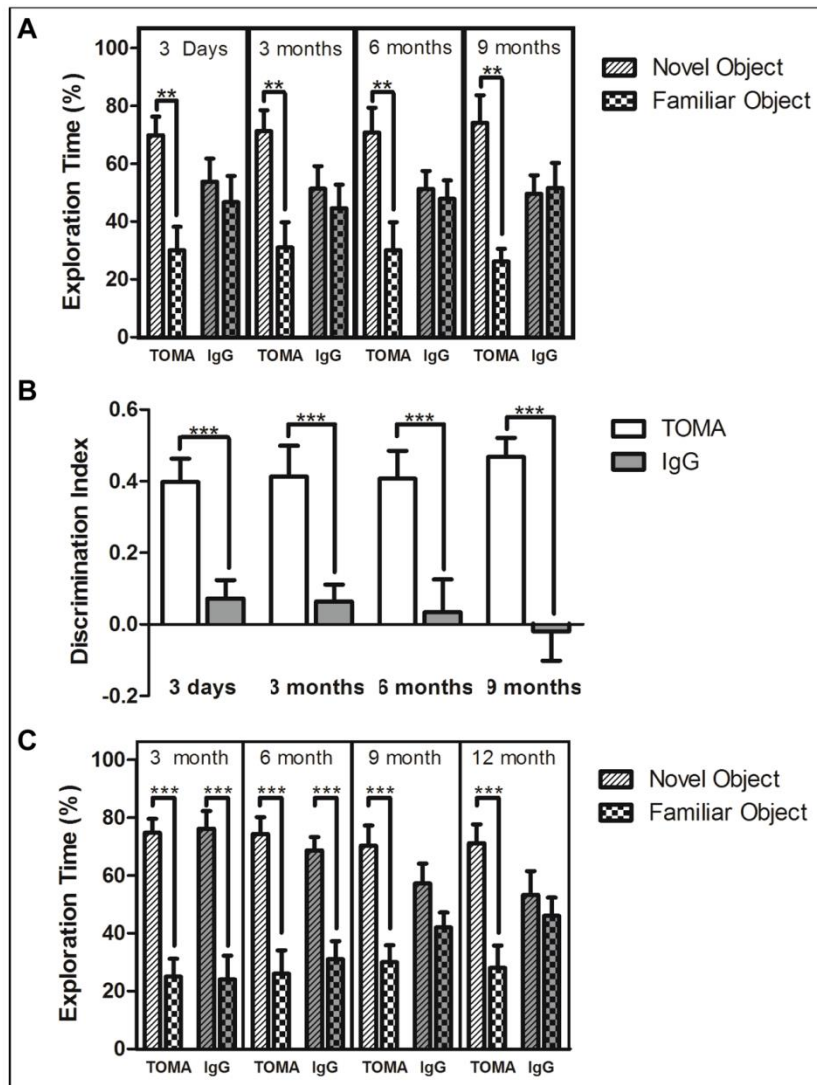 A
Exploration Time (%)
100
80
60
40
20
0
3 Days
3 months
6 months
9 months
**
**
**
**
TOMA
IgG
TOMA
IgG
TOMA
IgG
TOMA
IgG
Novel Object
Familiar Object
B
Discrimination Index
0.6
0.4
0.2
0.0
-0.2
***
***
***
***
3 days
3 months
6 months
9 months
TOMA
IgG
C
Exploration Time (%)
100
80
60
40
20
0
3 month
6 month
9 month
12 month
***
***
***
***
***
***
TOMA
IgG
TOMA
IgG
TOMA
IgG
TOMA
IgG
Novel Object
Familiar Object